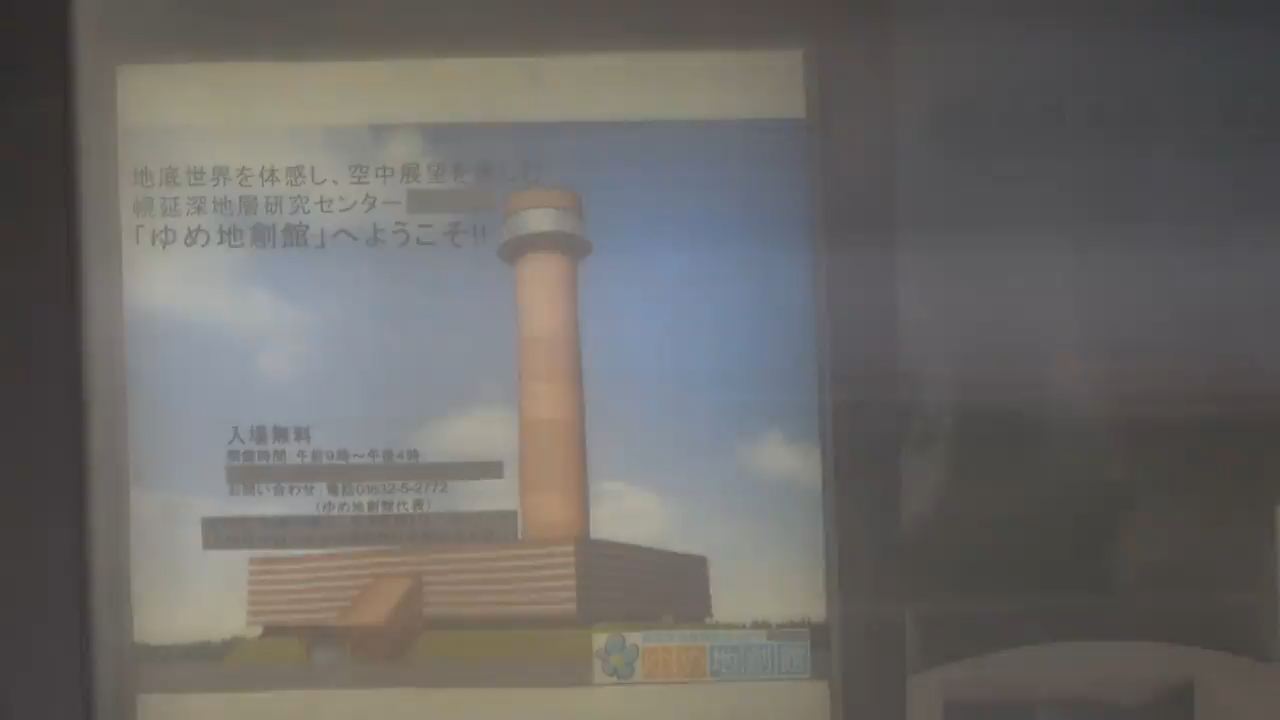 地底世界を体感し、空中展望を楽しむ
幌延深地層研究センター
「ゆめ地創館」へようこそ!!
入場無料
開館時間 午前9時～午後4時
お問い合わせ 電話01632-5-2772
(ゆめ地創館代表)
ゆめ地創館